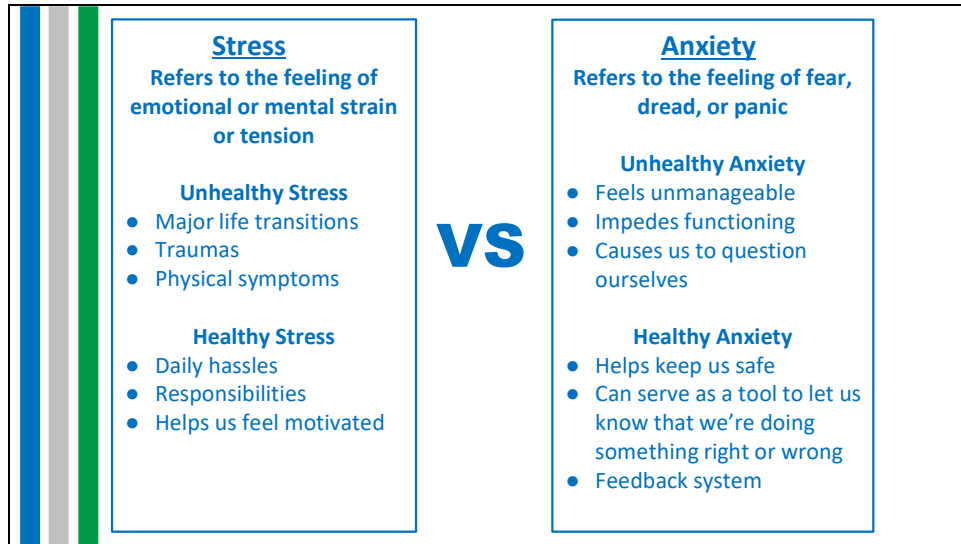 Stress
Refers to the feeling of
emotional or mental strain
or tension
Unhealthy Stress
● Major life transitions
● Traumas
● Physical symptoms
Healthy Stress
● Daily hassles
● Responsibilities
● Helps us feel motivated
VS
Anxiety
Refers to the feeling of fear,
dread, or panic
Unhealthy Anxiety
● Feels unmanageable
● Impedes functioning
● Causes us to question
ourselves
Healthy Anxiety
● Helps keep us safe
● Can serve as a tool to let us
know that we’re doing
something right or wrong
● Feedback system